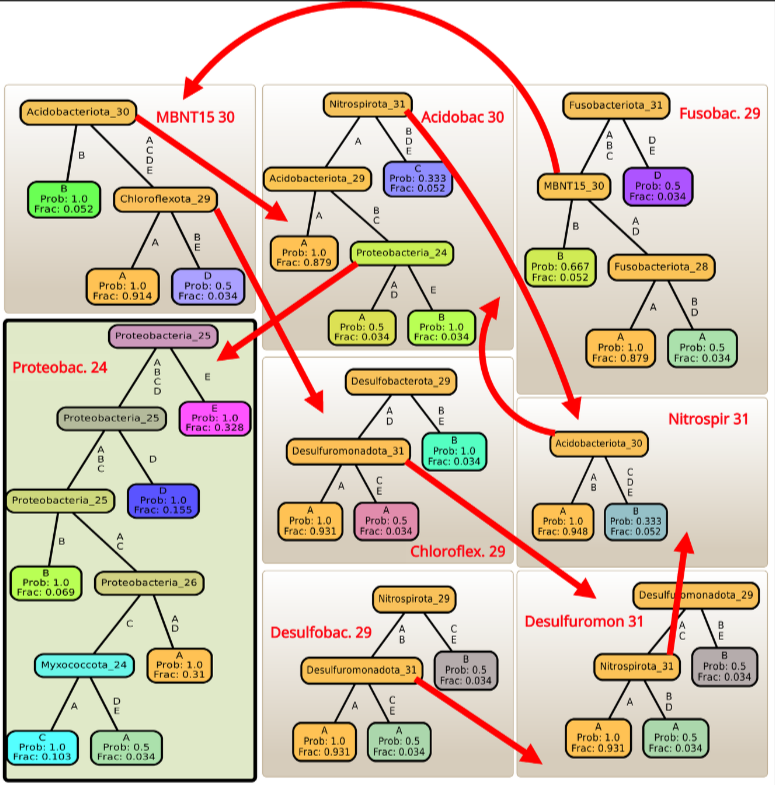 Acidobacteriota_30
MBNT15 30
B
A
C
D
E
B
Prob: 1.0
Frac: 0.052
Chloroflexota_29
A
B
E
A
Prob: 1.0
Frac: 0.914
D
Prob: 0.5
Frac: 0.034
Nitrospirota_31
Acidobac 30
A
B
D
E
Acidobacteriota_29
C
Prob: 0.333
Frac: 0.052
A
B
C
A
Prob: 1.0
Frac: 0.879
Proteobacteria_24
A
D
E
A
Prob: 0.5
Frac: 0.034
B
Prob: 1.0
Frac: 0.034
Fusobacteriota_31
Fusobac. 29
A
B
C
D
E
MBNT15_30
D
Prob: 0.5
Frac: 0.034
B
A
D
B
Prob: 0.667
Frac: 0.052
Fusobacteriota_28
A
B
D
A
Prob: 1.0
Frac: 0.879
A
Prob: 0.5
Frac: 0.034
Proteobacteria_25
Proteobac. 24
A
B
C
D
E
Proteobacteria_25
E
Prob: 1.0
Frac: 0.328
A
B
C
D
Proteobacteria_25
D
Prob: 1.0
Frac: 0.155
B
A
C
B
Prob: 1.0
Frac: 0.069
Proteobacteria_26
C
A
D
Myxococcota_24
A
Prob: 1.0
Frac: 0.31
A
D
E
C
Prob: 1.0
Frac: 0.103
A
Prob: 0.5
Frac: 0.034
Desulfobacterota_29
A
D
B
E
Desulfuromonadota_31
B
Prob: 1.0
Frac: 0.034
A
C
E
A
Prob: 1.0
Frac: 0.931
A
Prob: 0.5
Frac: 0.034
Chloroflex. 29
Nitrospir 31
Acidobacteriota_30
A
B
C
D
E
A
Prob: 1.0
Frac: 0.948
B
Prob: 0.333
Frac: 0.052
Nitrospirota_29
Desulfobac. 29
A
B
C
E
Desulfuromonadota_31
B
Prob: 0.5
Frac: 0.034
A
C
E
A
Prob: 1.0
Frac: 0.931
A
Prob: 0.5
Frac: 0.034
Desulfuromonadota_29
Desulfuromon 31
A
C
B
E
Nitrospirota_31
B
Prob: 0.5
Frac: 0.034
A
B
D
A
Prob: 1.0
Frac: 0.931
A
Prob: 0.5
Frac: 0.034